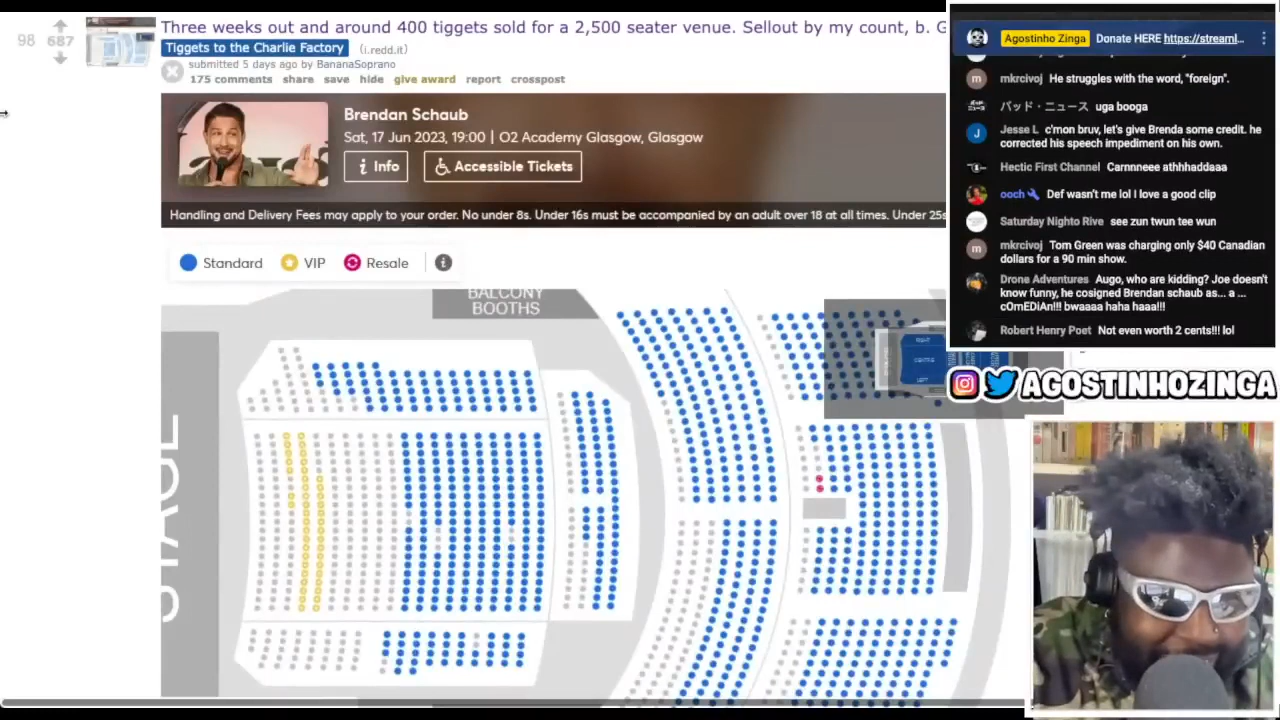 98
687
Three weeks out and around 400 tiggets sold for a 2,500 seater venue. Sellout by my count, b. G
Tiggets to the Charlie Factory (i.redd.it)
submitted 5 days ago by BananaSoprano
175 comments share save hide give award report crosspost
Brendan Schaub
Sat, 17 Jun 2023, 19:00 | O2 Academy Glasgow, Glasgow
i Info
Accessible Tickets
Handling and Delivery Fees may apply to your order. No under 8s. Under 16s must be accompanied by an adult over 18 at all times. Under 25s
Standard VIP Resale i
BALCONY
BOOTHS
STAGE
Agostinho Zinga Donate HERE https://streaml...
mkrcivoj He struggles with the word, "foreign".
バッド・ニュース uga booga
Jesse L c'mon bruv, let's give Brenda some credit. he
corrected his speech impediment on his own.
Hectic First Channel Carnnneee athhhaddaaa
ooch Def wasn't me lol I love a good clip
Saturday Nighto Rive see zun twun tee wun
mkrcivoj Tom Green was charging only $40 Canadian
dollars for a 90 min show.
Drone Adventures Augo, who are kidding? Joe doesn't
know funny, he cosigned Brendan schaub as... a ...
cOmEDiAn!!! bwaaaa haha haaa!!!
Robert Henry Poet Not even worth 2 cents!!! lol
AGOSTINHOZINGA